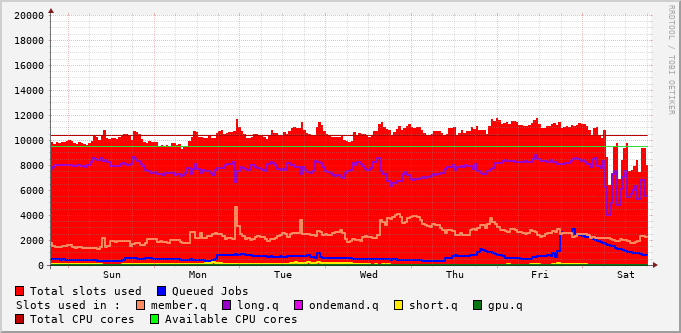 20000
18000
16000
14000
12000
10000
8000
6000
4000
2000
0
Sun Mon Tue Wed Thu Fri Sat
RRDTOOL / TOBI OETIKER
Total slots used Queued Jobs
Slots used in : member.q long.q ondemand.q short.q gpu.q
Total CPU cores Available CPU cores